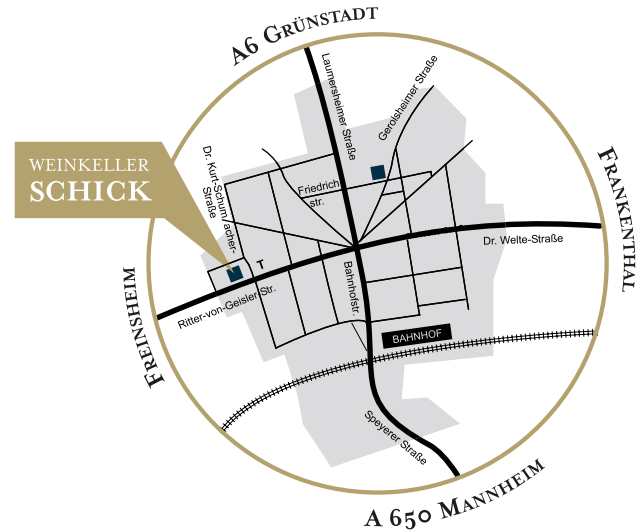 A6 GRÜNSTADT
Laumersheimer Straße
Gerolsheimer Straße
WEINKELLER
SCHICK
Dr. Kurt-Schumacher-
Straße
Friedrich
str.
FRANKENTHAL
Dr. Welte-Straße
T
Bahnhofstr.
Ritter-von-Geisler Str.
FREINSHEIM
BAHNHOF
Speyerer Straße
A 650 MANNHEIM